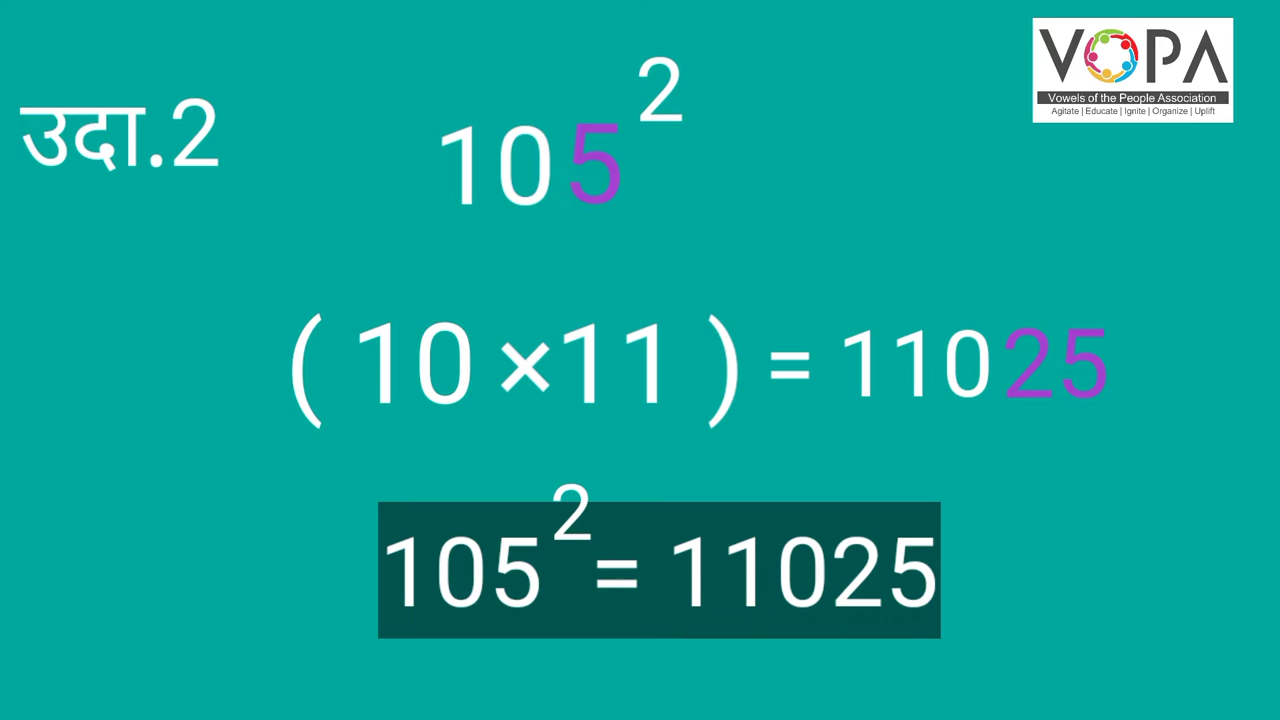 VOPA
Vowels of the People Association
Agitate | Educate | Ignite | Organize | Uplift
उदा.2
105²
( 10 ×11 ) = 11025
105² = 11025